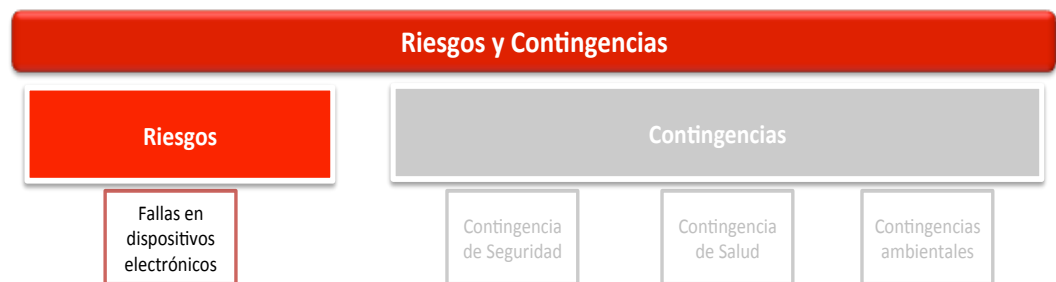 Riesgos y Contingencias
Riesgos
Contingencias
Fallas en
dispositivos
electrónicos
Contingencia
de Seguridad
Contingencia
de Salud
Contingencias
ambientales